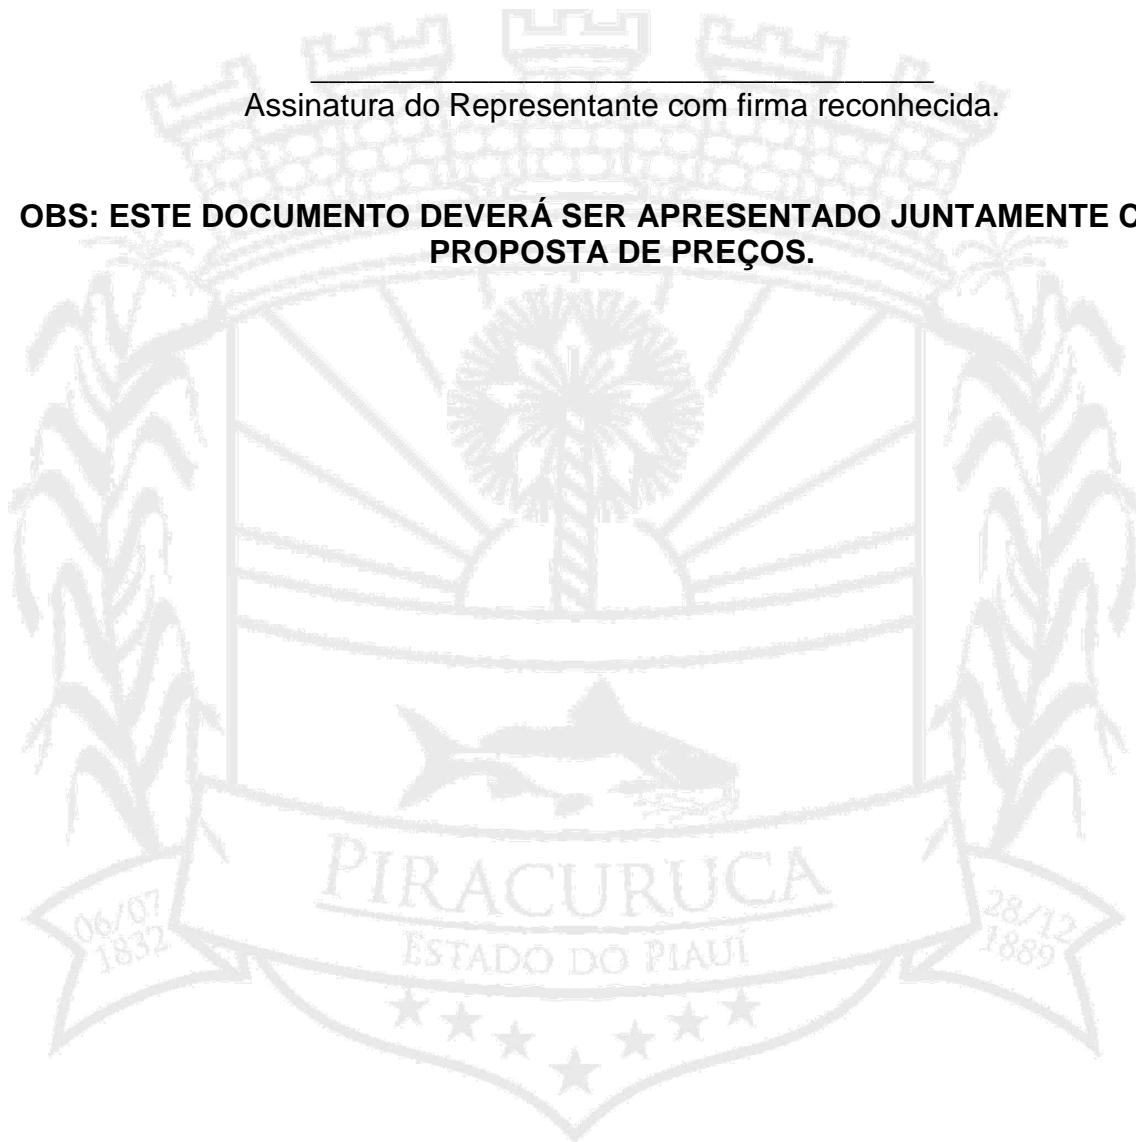 Assinatura do Representante com firma reconhecida.
OBS: ESTE DOCUMENTO DEVERÁ SER APRESENTADO JUNTAMENTE
PROPOSTA DE PREÇOS.
PIRACURUCA
ESTADO DO PIAUÍ
06/07
1832
28/12
1889